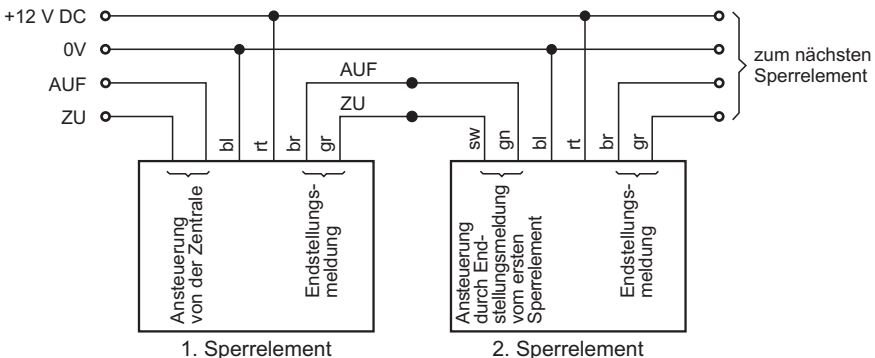 +12 V DC
0V
AUF
ZU
AUF
ZU
zum nächsten
Sperrelement
bl
rt
br
gr
sw
gn
bl
rt
br
gr
Ansteuerung
von der Zentrale
Endstellungs-
meldung
Ansteuerung
durch End-
stellungsmeldung
vom ersten
Sperrelement
Endstellungs-
meldung
1. Sperrelement
2. Sperrelement